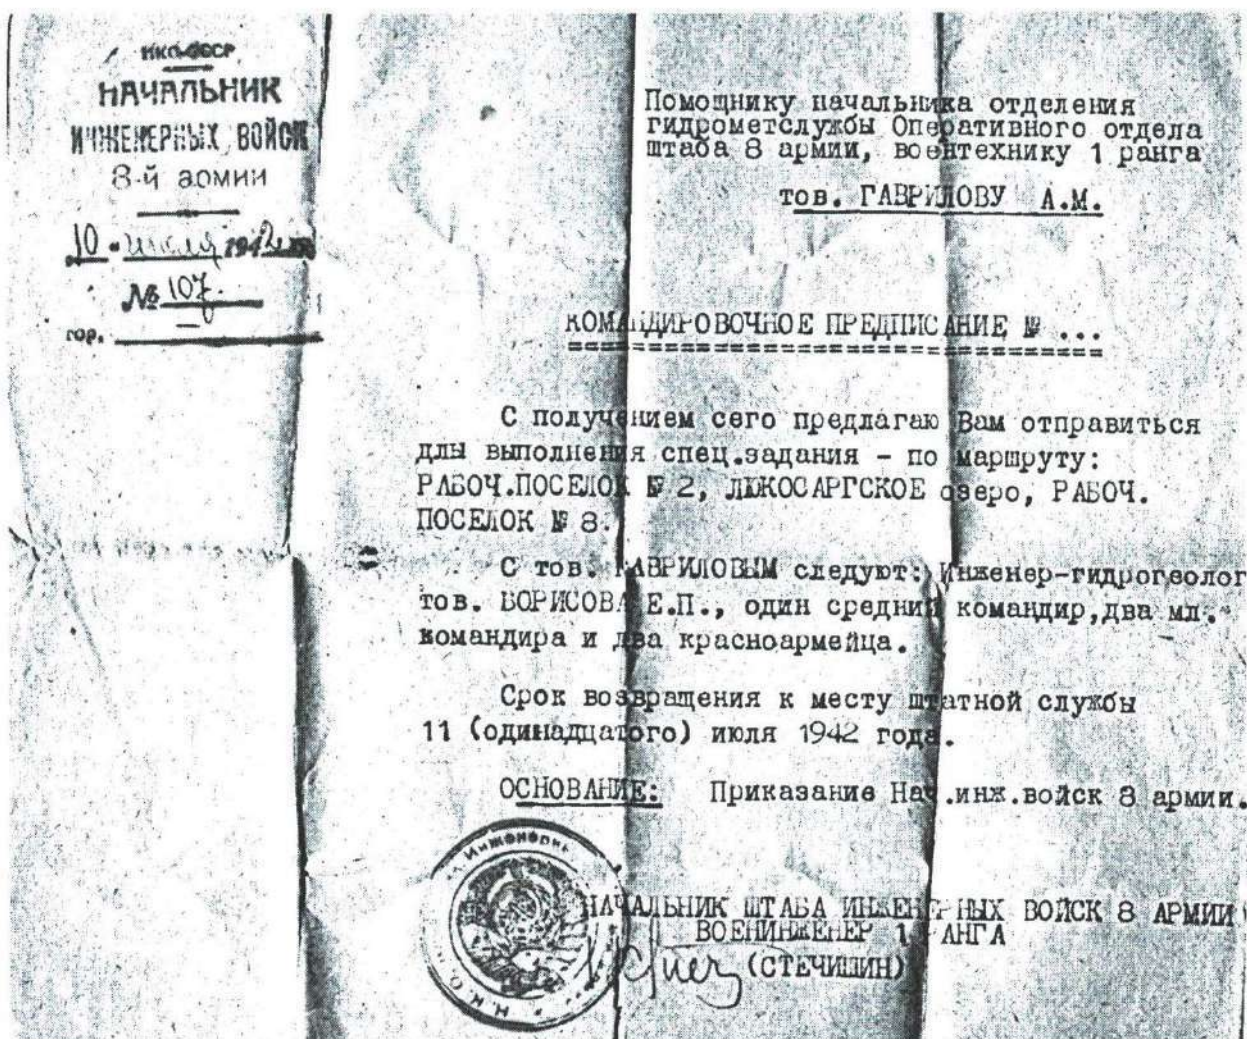 НКО-СССР
НАЧАЛЬНИК
ИНЖЕНЕРНЫХ ВОЙСК
8-й армии
10 июля 1942
№ 107.
гор.
Помощнику начальника отделения
гидрометслужбы Оперативного отдела
штаба 8 армии, воентехнику 1 ранга
тов. ГАВРИЛОВУ А.М.
КОМАНДИРОВОЧНОЕ ПРЕДПИСАНИЕ № ...
С получением сего предлагаю Вам отправиться
для выполнения спец.задания - по маршруту:
РАБОЧ.ПОСЕЛОК № 2, ЛЖКОСАРГСКОЕ озеро, РАБОЧ.
ПОСЕЛОК № 8.
С тов. ГАВРИЛОВЫМ следуют: Инженер-гидрогеолог
тов. БОРИСОВА Е.П., один средний командир,два мл.
командира и два красноармейца.
Срок возвращения к месту штатной службы
11 (одинадцатого) июля 1942 года.
ОСНОВАНИЕ: Приказание Нач.инж.войск 8 армии.
Инженерн
Н.К.О.
НАЧАЛЬНИК ШТАБА ИНЖЕНЕРНЫХ ВОЙСК 8 АРМИИ
ВОЕНИНЖЕНЕР 1 РАНГА
(СТЕЧИШИН)